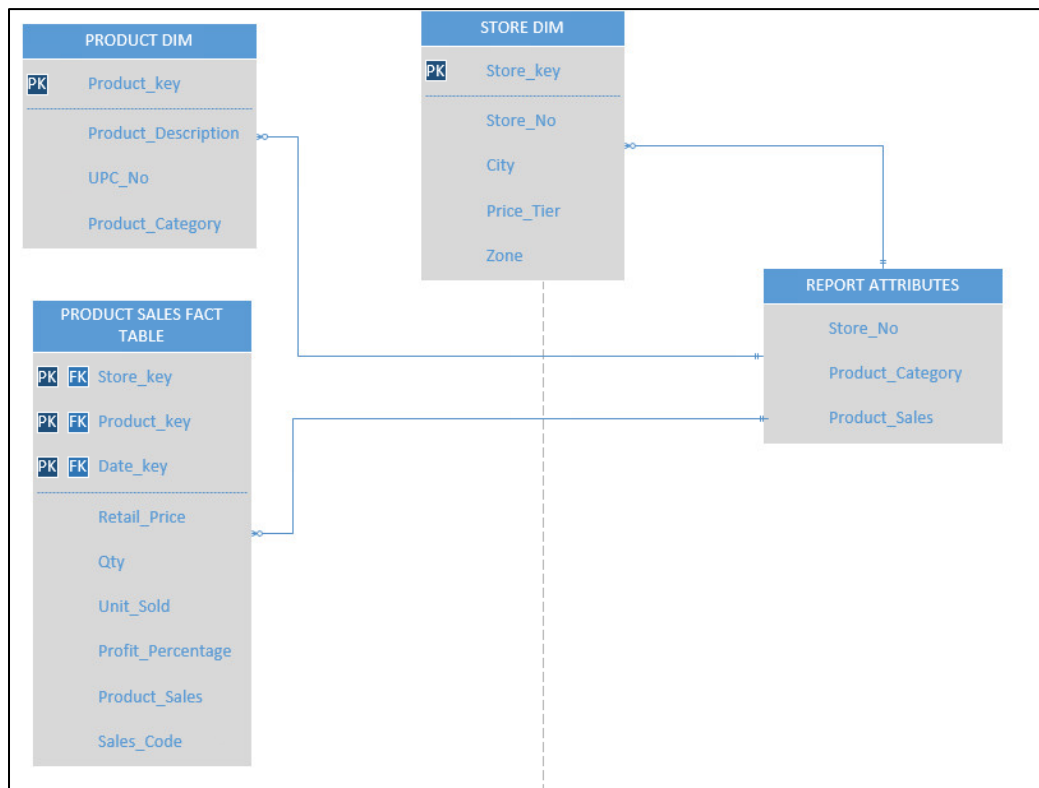 PRODUCT DIM
PK Product_key
Product_Description
UPC_No
Product_Category
STORE DIM
PK Store_key
Store_No
City
Price_Tier
Zone
PRODUCT SALES FACT
TABLE
PK FK Store_key
PK FK Product_key
PK FK Date_key
Retail_Price
Qty
Unit_Sold
Profit_Percentage
Product_Sales
Sales_Code
REPORT ATTRIBUTES
Store_No
Product_Category
Product_Sales